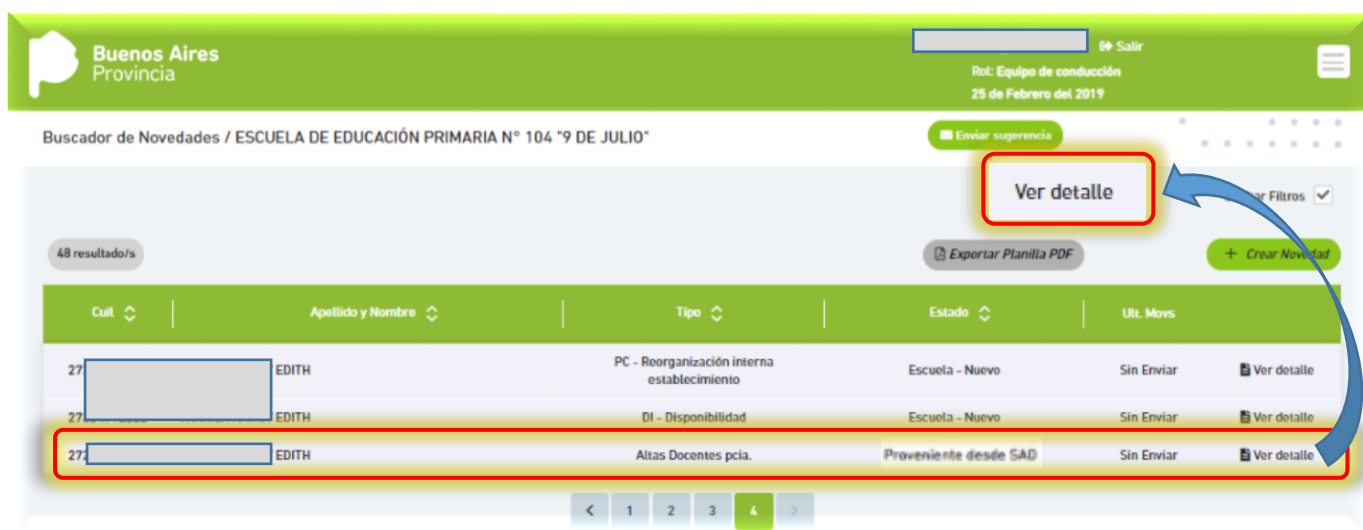 Buenos Aires
Provincia
Salir
Rol: Equipo de conducción
25 de Febrero del 2019
Buscador de Novedades / ESCUELA DE EDUCACIÓN PRIMARIA N° 104 "9 DE JULIO"
Enviar sugerencia
Ver detalle
Filtros
48 resultado/s
Exportar Planilla PDF
+ Crear Novedad
Cuil Apellido y Nombre Tipo Estado Ult. Movs
27 EDITH PC - Reorganización interna establecimiento Escuela - Nuevo Sin Enviar Ver detalle
EDITH DI - Disponibilidad Escuela - Nuevo Sin Enviar Ver detalle
27 EDITH Altas Docentes pcia. Proveniente desde SAD Sin Enviar Ver detalle
< 1 2 3 4 >